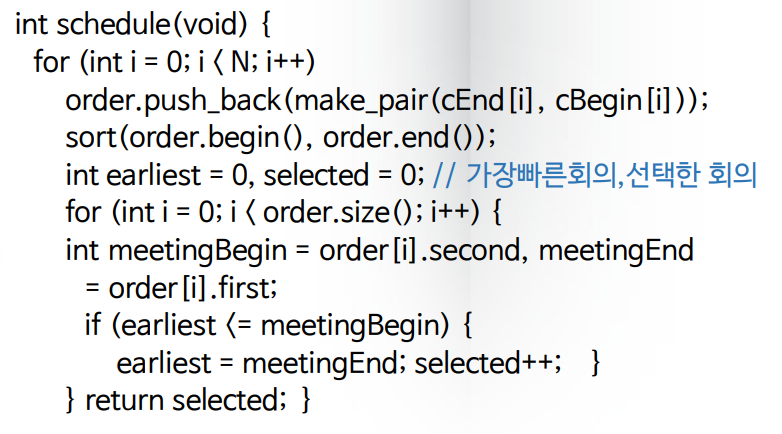 int schedule(void) {
for (int i = 0; i < N; i++)
order.push_back(make_pair(cEnd[i], cBegin[i]));
sort(order.begin(), order.end());
int earliest = 0, selected = 0; // 가장빠른회의,선택한 회의
for (int i = 0; i < order.size(); i++) {
int meetingBegin = order[i].second, meetingEnd
= order[i].first;
if (earliest <= meetingBegin) {
earliest = meetingEnd; selected++; }
} return selected; }